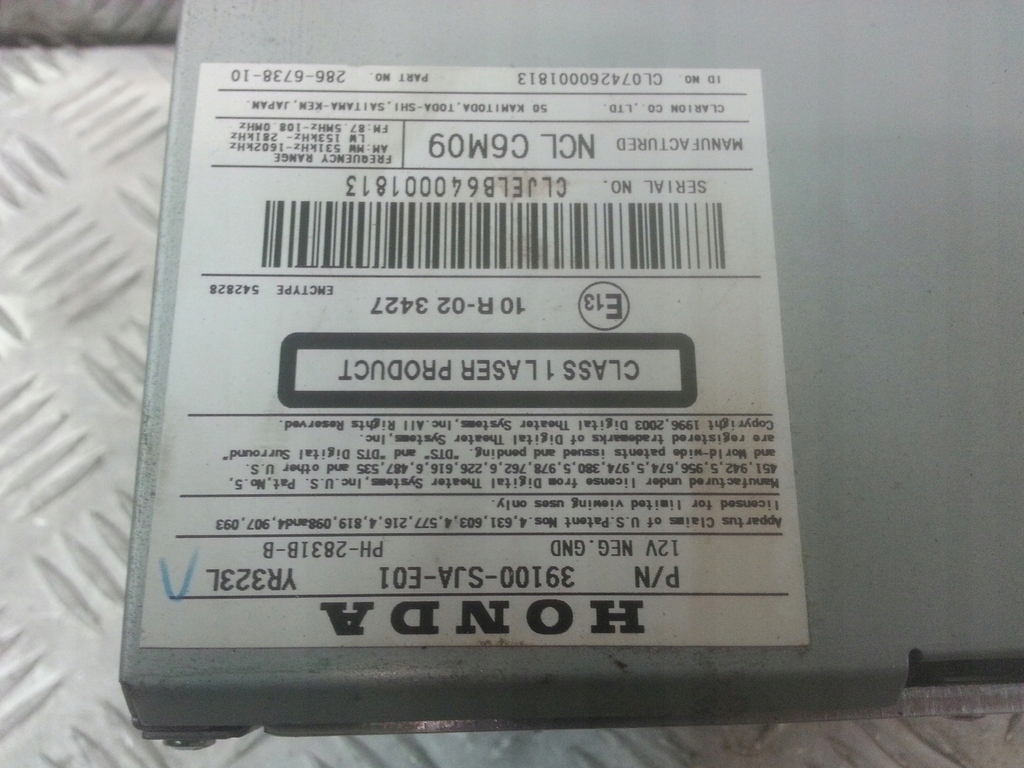 HONDA
P/N 39100-SJA-E01 YR323L
12V NEG.GND PH-2831B-B
Appartus Claims of U.S.Patent Nos.4,631,603,4,577,216,4,819,098and4,907,093
Licensed for limited viewing uses only.
Manufactured under license from Digital Theater Systems,Inc.U.S. Pat,No,5,
451,942,5,956,674,5,974,380,5,978,762,6,226,616,6,487,535 and other U.S.
and World-wide patents issued and pending. "DTS" and "DTS Digital Surround"
are registered trademarks of Digital Theater Systems,Inc.
Copyright 1996,2003 Digital Theater Systems,Inc.All Rights Reserved.
CLASS 1 LASER PRODUCT
E13 10 R-02 3427 EMCTYPE 542828
SERIAL NO. CLJELB640001813
MANUFACTURED NCL C6M09
FREQUENCY RANGE
AM:MW 531kHz-1602kHz
LW 153kHz- 281kHz
FM:87.5MHz-108.0MHz
CLARION CO.,LTD. 50 KAMITODA,TODA-SHI,SAITAMA-KEN,JAPAN.
ID NO. CL074260001813 PART NO. 286-6738-10